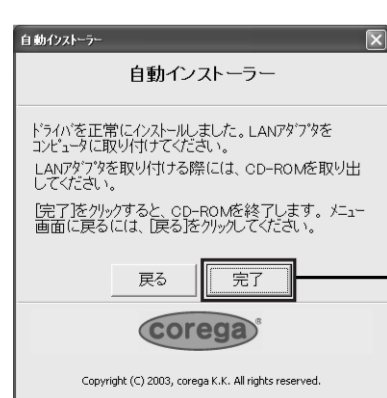 自動インストーラー
自動インストーラー
ドライバを正常にインストールしました。LANアダプタを
コンピュータに取り付けてください。
LANアダプタを取り付ける際には、CD-ROMを取り出
してください。
[完了]をクリックすると、CD-ROMを終了します。メニュー
画面に戻るには、[戻る]をクリックしてください。
戻る 完了
corega®
Copyright (C) 2003, corega K.K. All rights reserved.